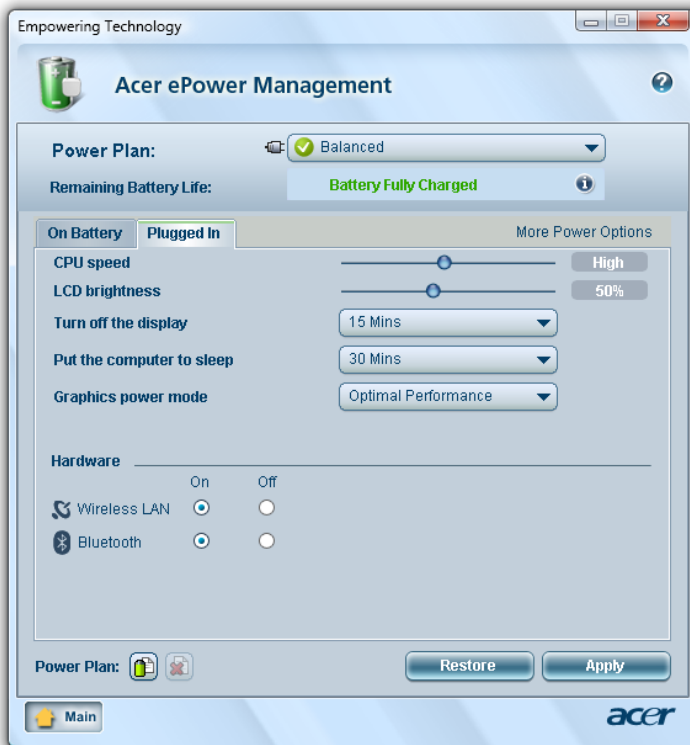 Empowering Technology
Acer ePower Management
Power Plan: Balanced
Remaining Battery Life: Battery Fully Charged
On Battery Plugged In More Power Options
CPU speed High
LCD brightness 50%
Turn off the display 15 Mins
Put the computer to sleep 30 Mins
Graphics power mode Optimal Performance
Hardware
On Off
Wireless LAN
Bluetooth
Power Plan: Restore Apply
Main acer